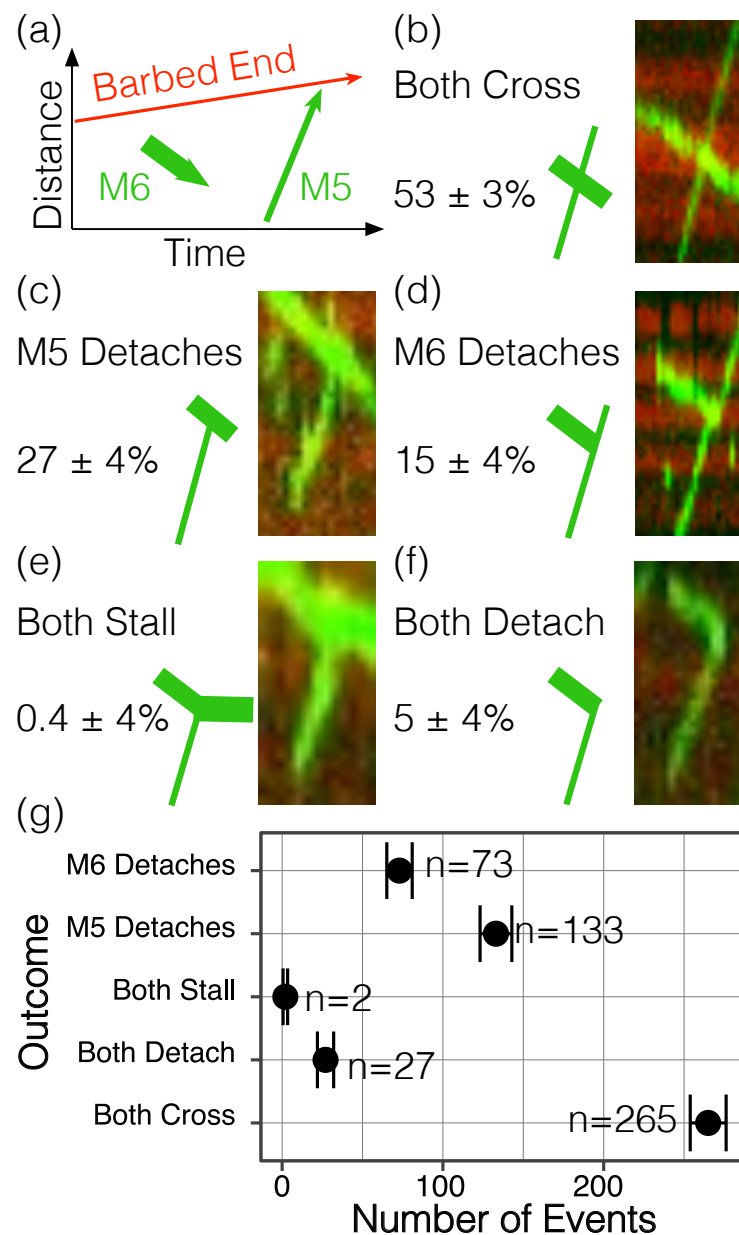 (a)
Barbed End
Distance
M6
M5
Time
(b)
Both Cross
53 ± 3%
(c)
M5 Detaches
27 ± 4%
(d)
M6 Detaches
15 ± 4%
(e)
Both Stall
0.4 ± 4%
(f)
Both Detach
5 ± 4%
(g)
Outcome
M6 Detaches
n=73
M5 Detaches
n=133
Both Stall
n=2
Both Detach
n=27
Both Cross
n=265
0
100
200
Number of Events